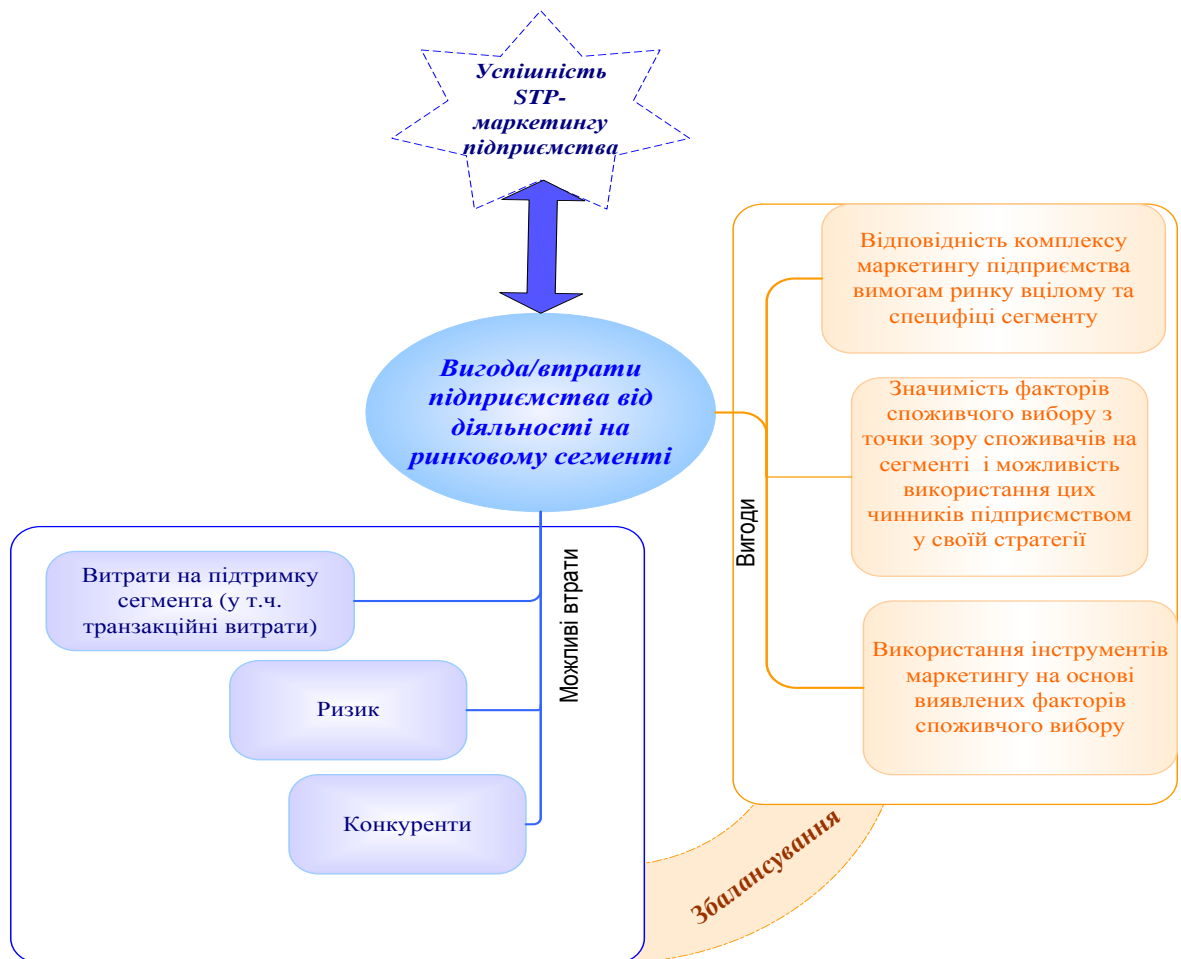 Успішність
STP-
маркетингу
підприємства
Вигода/втрати
підприємства від
діяльності на
ринковому сегменті
Відповідність комплексу
маркетингу підприємства
вимогам ринку вцілому та
специфіці сегменту
Значимість факторів
споживчого вибору з
точки зору споживачів на
сегменті і можливість
використання цих
чинників підприємством
у своїй стратегії
Використання інструментів
маркетингу на основі
виявлених факторів
споживчого вибору
Вигоди
Витрати на підтримку
сегмента (у т.ч.
транзакційні витрати)
Ризик
Конкуренти
Можливі втрати
Збалансування